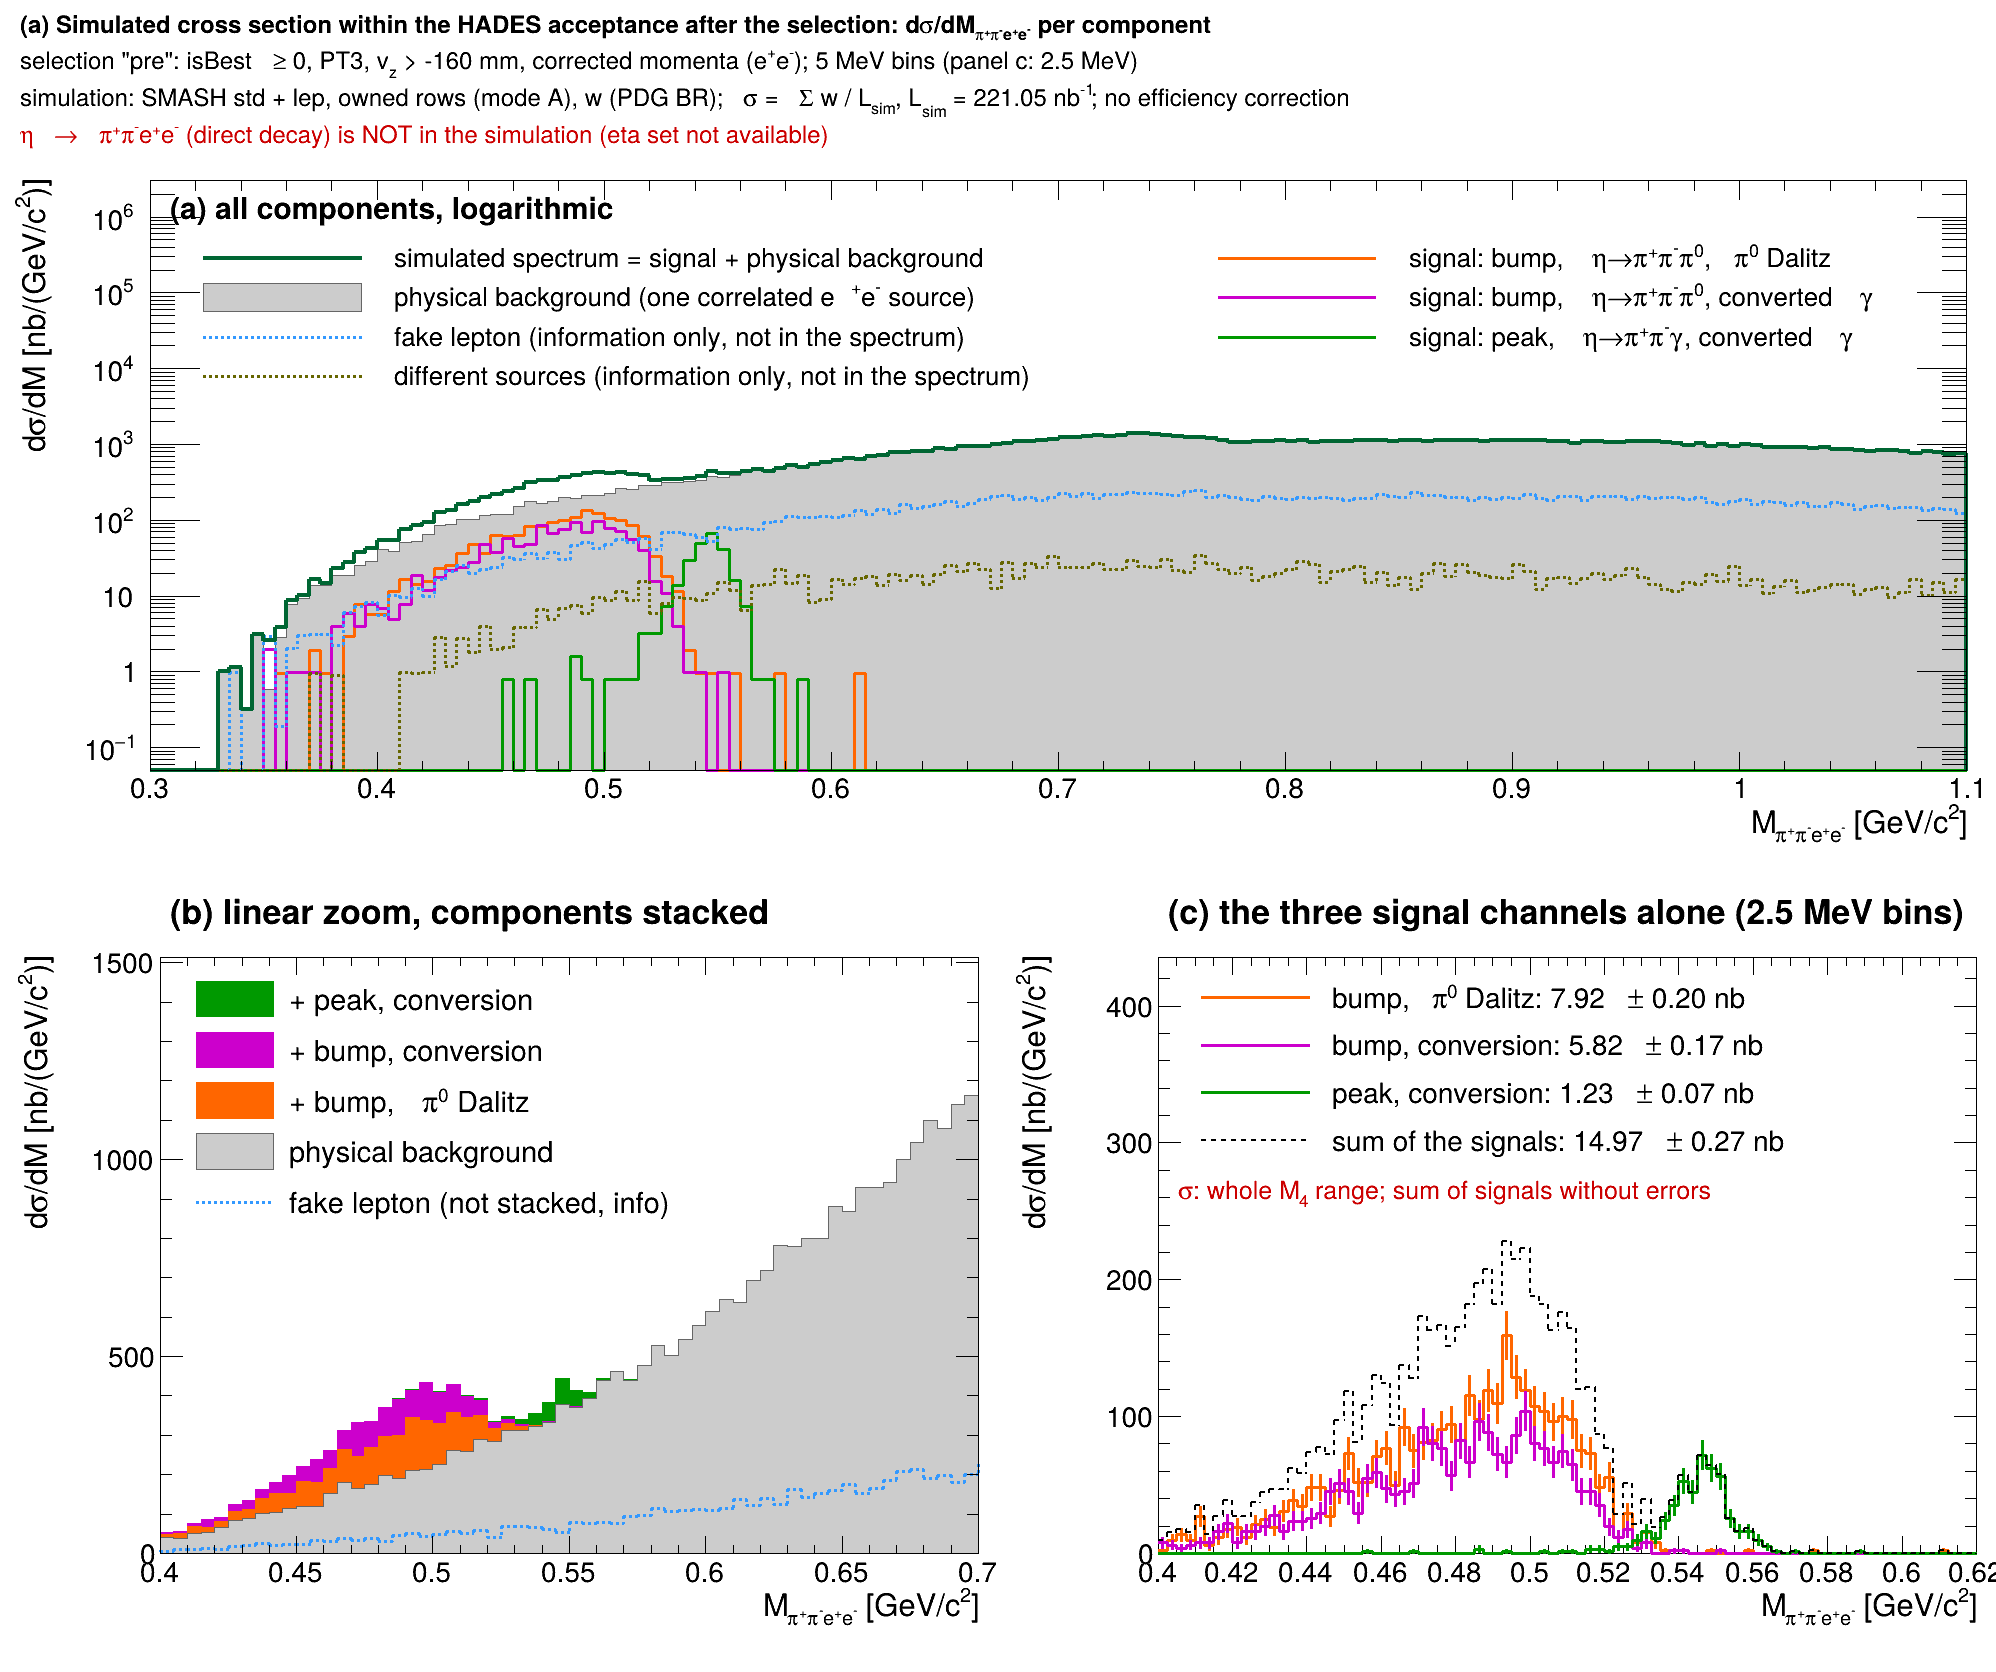 (a) Simulated cross section within the HADES acceptance after the selection: dσ/dM_π⁺π⁻e⁺e⁻ per component
selection "pre": isBest ≥ 0, PT3, v_z > -160 mm, corrected momenta (e⁺e⁻); 5 MeV bins (panel c: 2.5 MeV)
simulation: SMASH std + lep, owned rows (mode A), w (PDG BR); σ = Σ w / L_sim, L_sim = 221.05 nb⁻¹; no efficiency correction
η → π⁺π⁻e⁺e⁻ (direct decay) is NOT in the simulation (eta set not available)
dσ/dM [nb/(GeV/c²)]
(a) all components, logarithmic
simulated spectrum = signal + physical background
physical background (one correlated e ⁺e⁻ source)
fake lepton (information only, not in the spectrum)
different sources (information only, not in the spectrum)
signal: bump, η→π⁺π⁻π⁰, π⁰ Dalitz
signal: bump, η→π⁺π⁻π⁰, converted γ
signal: peak, η→π⁺π⁻γ, converted γ
10⁶
10⁵
10⁴
10³
10²
10
1
10⁻¹
0.3 0.4 0.5 0.6 0.7 0.8 0.9 1 1.1
M_π⁺π⁻e⁺e⁻ [GeV/c²]
(b) linear zoom, components stacked
dσ/dM [nb/(GeV/c²)]
+ peak, conversion
+ bump, conversion
+ bump, π⁰ Dalitz
physical background
fake lepton (not stacked, info)
1500
1000
500
0
0.4 0.45 0.5 0.55 0.6 0.65 0.7
M_π⁺π⁻e⁺e⁻ [GeV/c²]
(c) the three signal channels alone (2.5 MeV bins)
dσ/dM [nb/(GeV/c²)]
bump, π⁰ Dalitz: 7.92 ± 0.20 nb
bump, conversion: 5.82 ± 0.17 nb
peak, conversion: 1.23 ± 0.07 nb
sum of the signals: 14.97 ± 0.27 nb
σ: whole M₄ range; sum of signals without errors
400
300
200
100
0
0.4 0.42 0.44 0.46 0.48 0.5 0.52 0.54 0.56 0.58 0.6 0.62
M_π⁺π⁻e⁺e⁻ [GeV/c²]